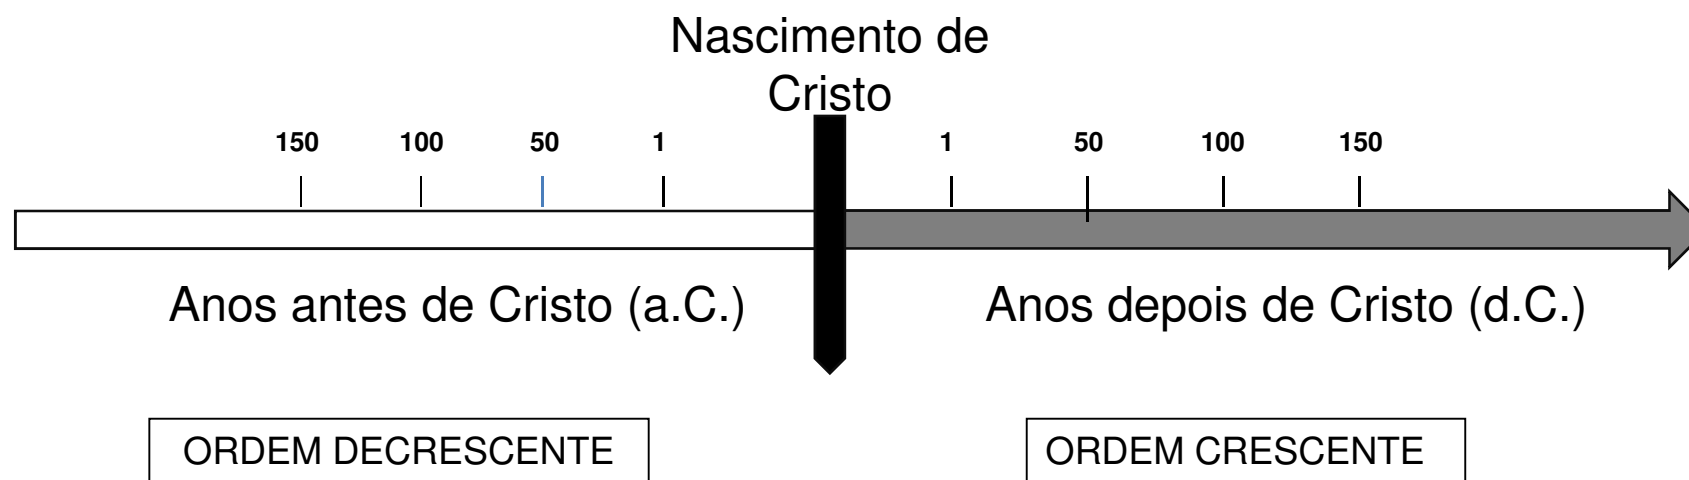 Nascimento de
Cristo
150 100 50 1 1 50 100 150
Anos antes de Cristo (a.C.) Anos depois de Cristo (d.C.)
ORDEM DECRESCENTE ORDEM CRESCENTE